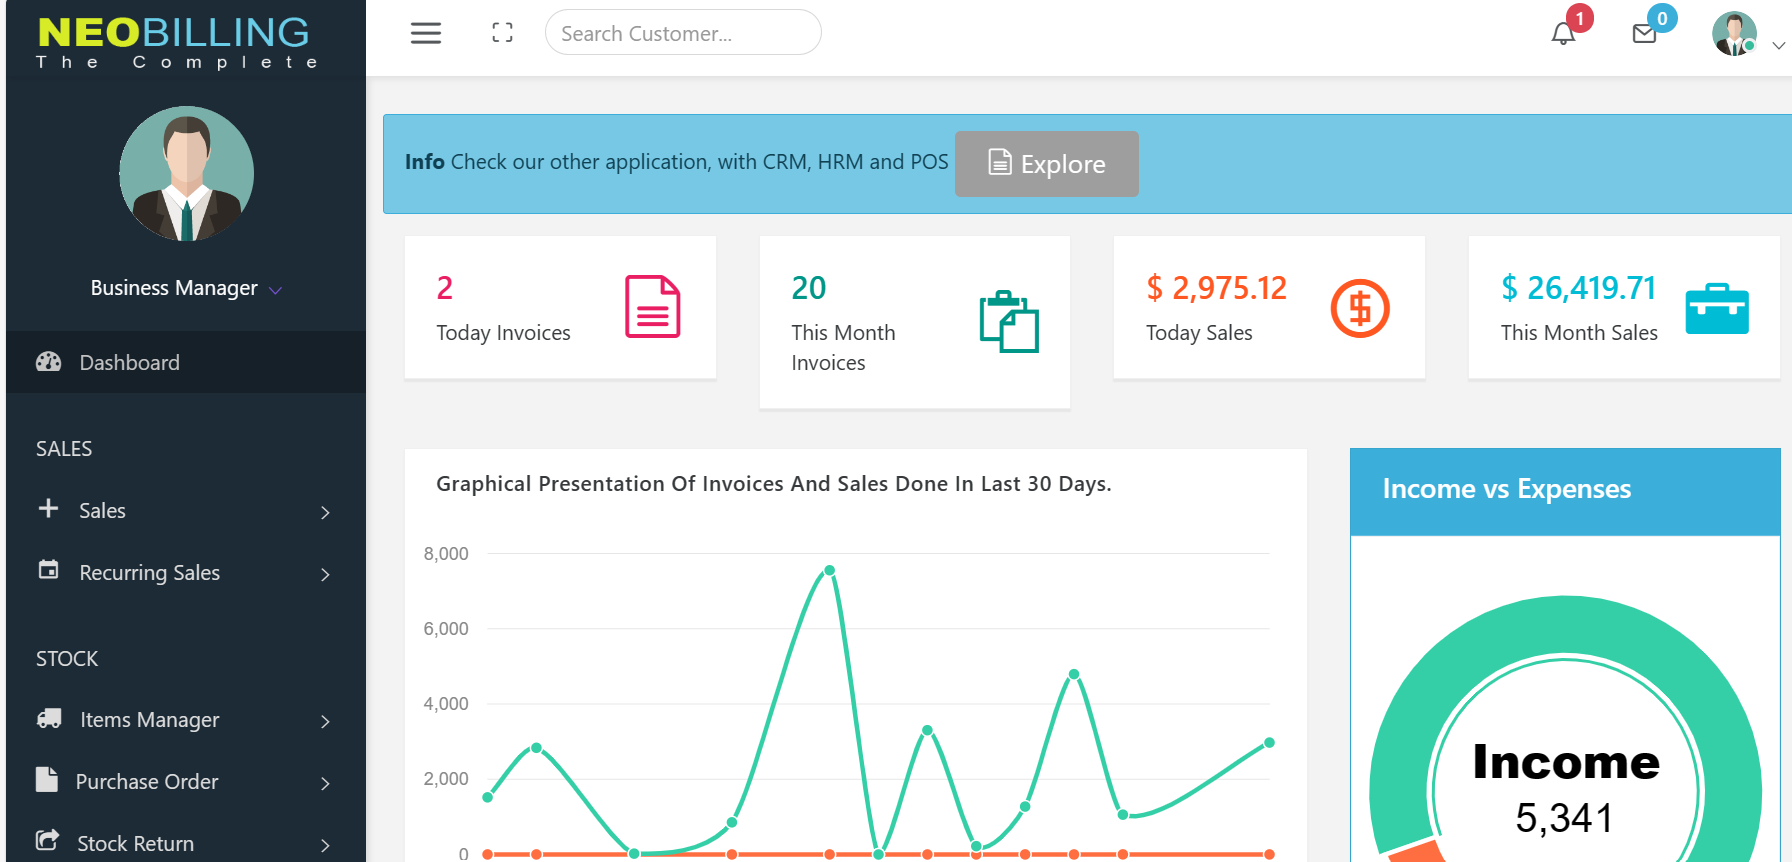 NEOBILLING
The Complete
Search Customer...
1
0
Business Manager
Dashboard
SALES
Sales
Recurring Sales
STOCK
Items Manager
Purchase Order
Stock Return
Info Check our other application, with CRM, HRM and POS
Explore
2
Today Invoices
20
This Month
Invoices
$ 2,975.12
Today Sales
$ 26,419.71
This Month Sales
Graphical Presentation Of Invoices And Sales Done In Last 30 Days.
8,000
6,000
4,000
2,000
0
Income vs Expenses
Income
5,341